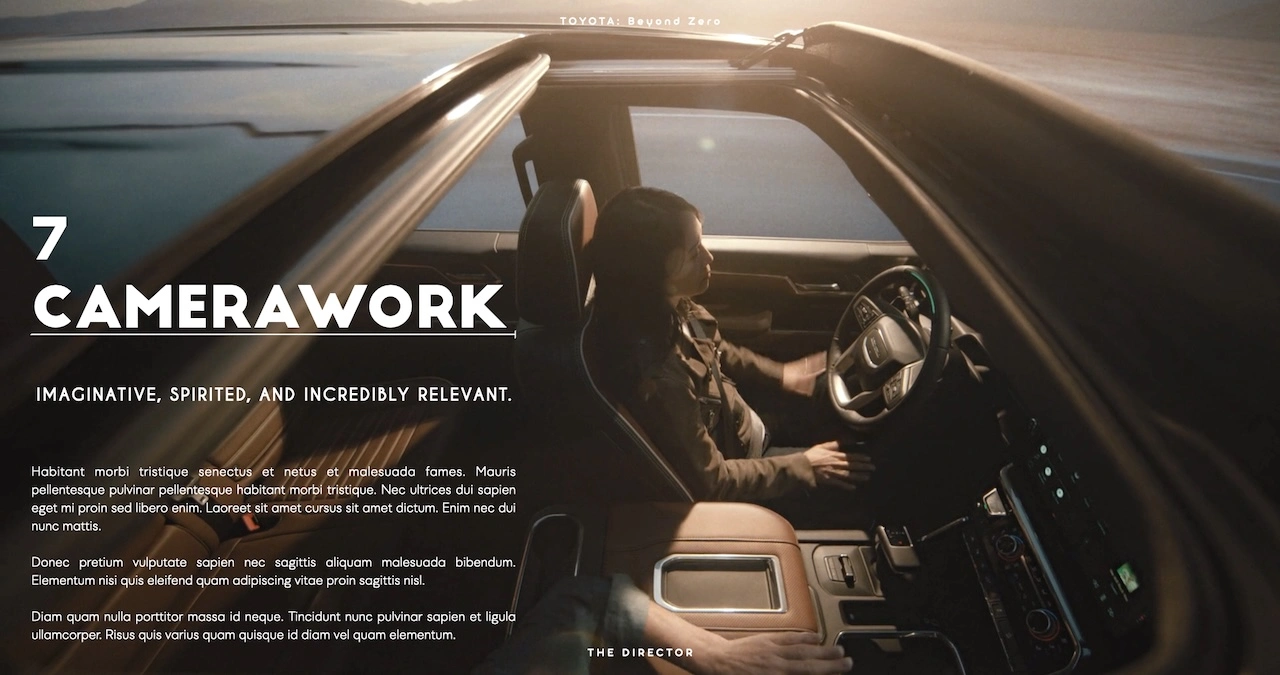 TOYOTA: Beyond Zero
7
CAMERAWORK
IMAGINATIVE, SPIRITED, AND INCREDIBLY RELEVANT.
Habitant morbi tristique senectus et netus et malesuada fames. Mauris
pellentesque pulvinar pellentesque habitant morbi tristique. Nec ultrices dui sapien
eget mi proin sed libero enim. Laoreet sit amet cursus sit amet dictum. Enim nec dui
nunc mattis.
Donec pretium vulputate sapien nec sagittis aliquam malesuada bibendum.
Elementum nisi quis eleifend quam adipiscing vitae proin sagittis nisl.
Diam quam nulla porttitor massa id neque. Tincidunt nunc pulvinar sapien et ligula
ullamcorper. Risus quis varius quam quisque id diam vel quam elementum.
THE DIRECTOR